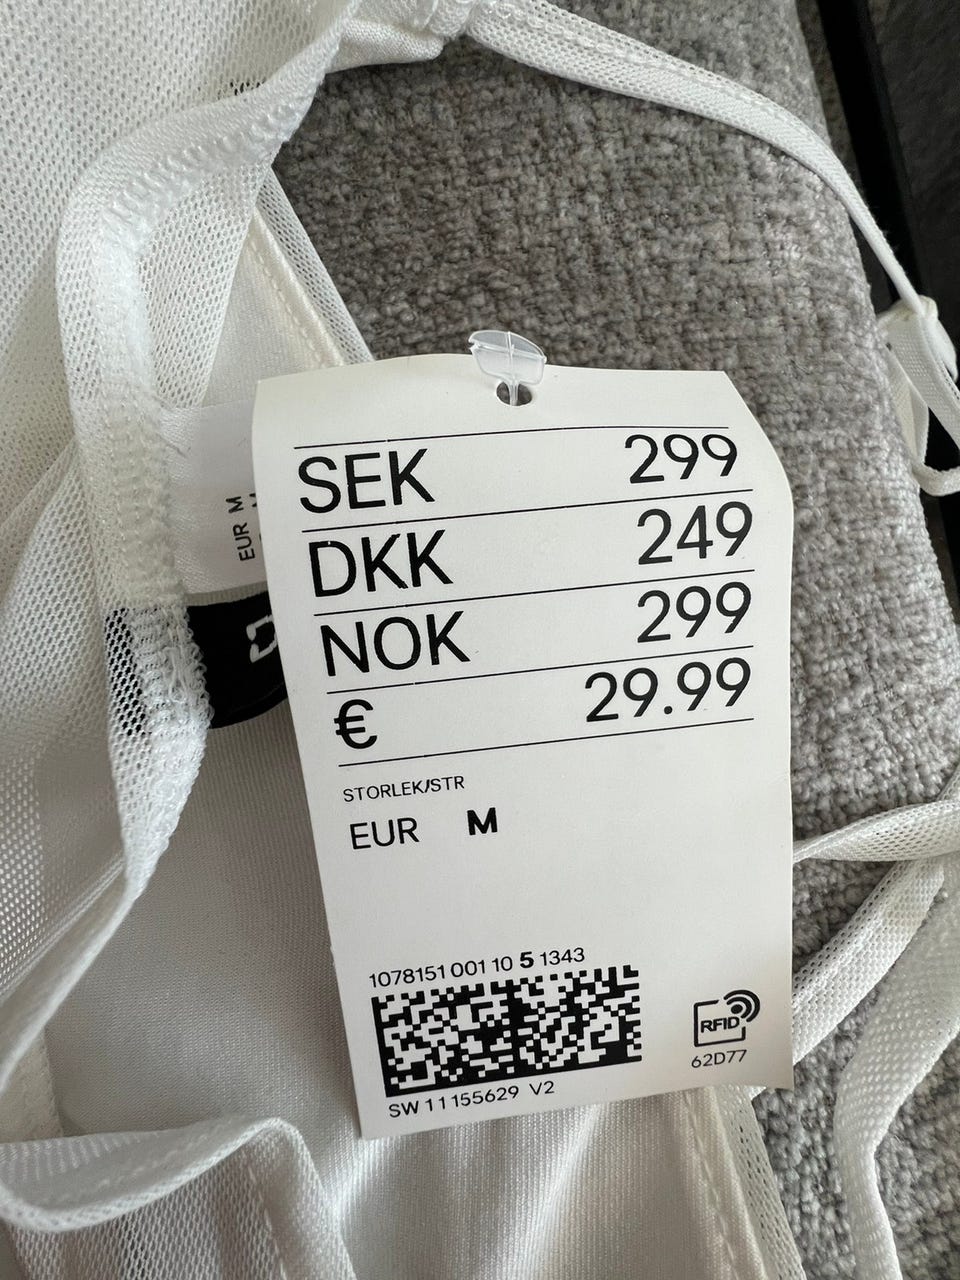 SEK 299
DKK 249
NOK 299
€ 29.99
STORLEK/STR
EUR M
1078151 001 10 5 1343
SW 11155629 V2
RFID
62D77
EUR M